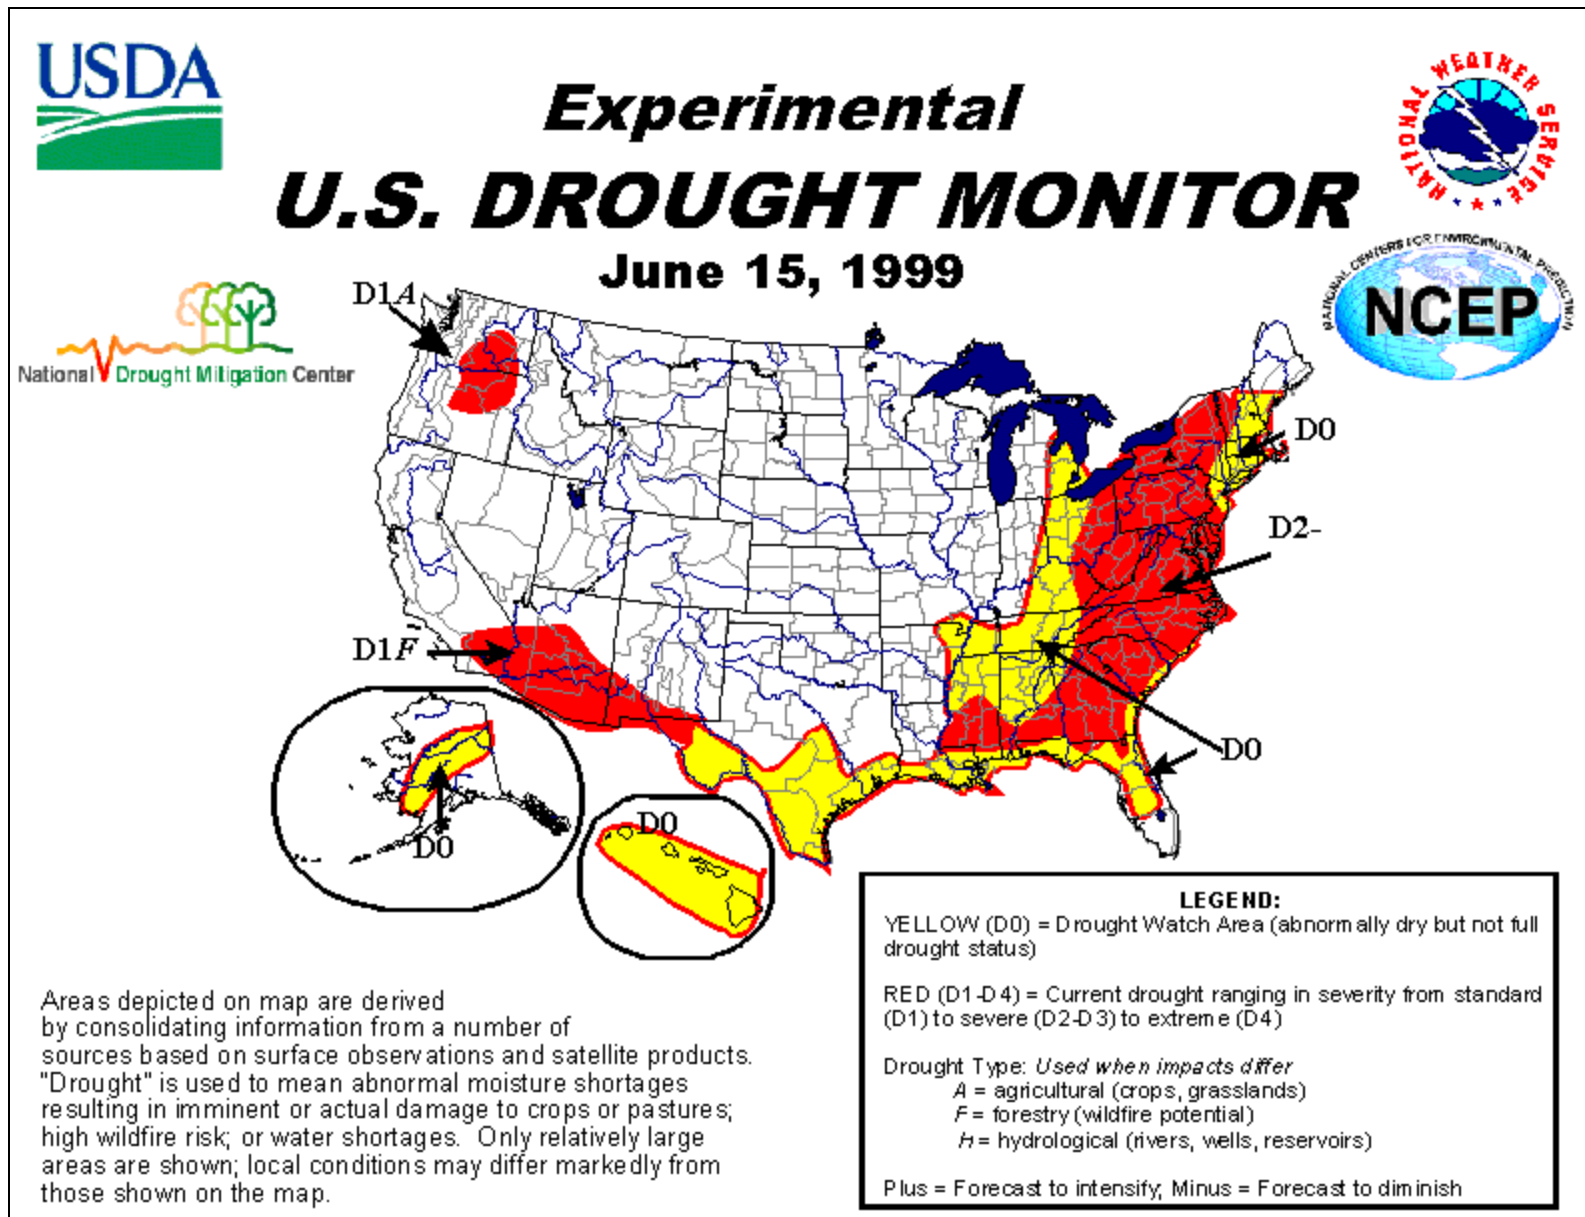 USDA
Experimental
U.S. DROUGHT MONITOR
June 15, 1999
NATIONAL WEATHER SERVICE
NATIONAL CENTERS FOR ENVIRONMENTAL PREDICTION
NCEP
National Drought Mitigation Center
D1A
D0
D2-
D1F
D0
D0
D0
LEGEND:
YELLOW (D0) = Drought Watch Area (abnormally dry but not full
drought status)
RED (D1-D4) = Current drought ranging in severity from standard
(D1) to severe (D2-D3) to extreme (D4)
Drought Type: Used when impacts differ
A = agricultural (crops, grasslands)
F = forestry (wildfire potential)
H = hydrological (rivers, wells, reservoirs)
Plus = Forecast to intensify; Minus = Forecast to diminish
Areas depicted on map are derived
by consolidating information from a number of
sources based on surface observations and satellite products.
"Drought" is used to mean abnormal moisture shortages
resulting in imminent or actual damage to crops or pastures;
high wildfire risk; or water shortages.  Only relatively large
areas are shown; local conditions may differ markedly from
those shown on the map.